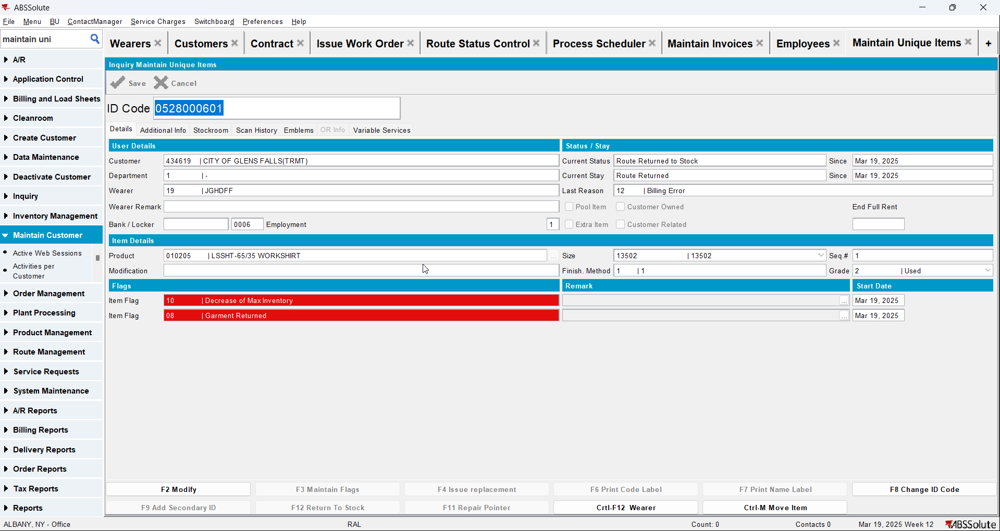 ABSSolute
File Menu BU ContactManager Service Charges Switchboard Preferences Help
maintain uni
Wearers Customers Contract Issue Work Order Route Status Control Process Scheduler Maintain Invoices Employees Maintain Unique Items +
A/R
Application Control
Billing and Load Sheets
Cleanroom
Create Customer
Data Maintenance
Deactivate Customer
Inquiry
Inventory Management
Maintain Customer
Active Web Sessions
Activities per
Customer
Order Management
Plant Processing
Product Management
Route Management
Service Requests
System Maintenance
A/R Reports
Billing Reports
Delivery Reports
Order Reports
Tax Reports
Reports
Inquiry Maintain Unique Items
Save Cancel
ID Code 0528000601
Details Additional Info Stockroom Scan History Emblems OR Info Variable Services
User Details Status / Stay
Customer 434619 | CITY OF GLENS FALLS(TRMT) Current Status Route Returned to Stock Since Mar 19, 2025
Department 1 | - Current Stay Route Returned Since Mar 19, 2025
Wearer 19 | JGHDFF Last Reason 12 | Billing Error
Wearer Remark Pool Item Customer Owned End Full Rent
Bank / Locker 0006 Employment 1 Extra Item Customer Related
Item Details
Product 010205 | LSSHT-65/35 WORKSHIRT ... Size 13502 | 13502 Seq.# 1
Modification Finish. Method 1 | 1 Grade 2 | Used
Flags Remark Start Date
Item Flag 10 | Decrease of Max Inventory ... Mar 19, 2025
Item Flag 08 | Garment Returned ... Mar 19, 2025
F2 Modify F3 Maintain Flags F4 Issue replacement F6 Print Code Label F7 Print Name Label F8 Change ID Code
F9 Add Secondary ID F12 Return To Stock F11 Repair Pointer Crtl-F12 Wearer Ctrl-M Move Item
ALBANY, NY - Office RAL Count: 0 Contacts 0 Mar 19, 2025 Week 12 ABSSolute